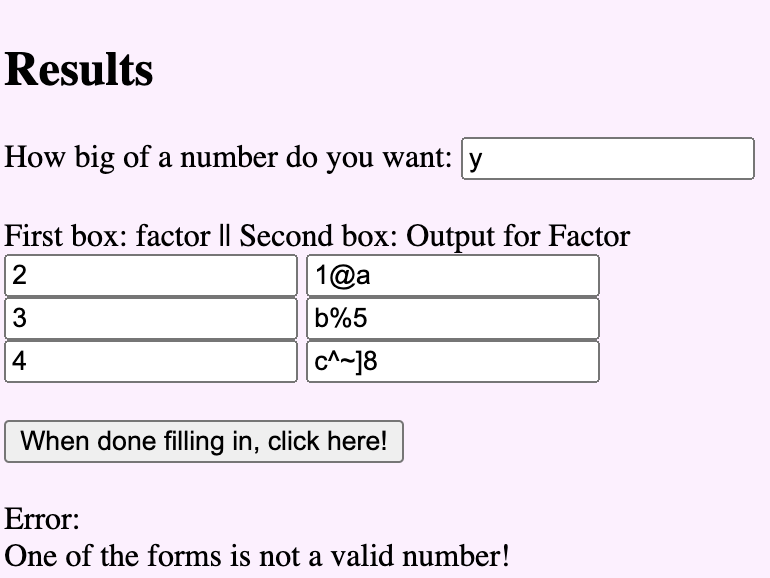 Results
How big of a number do you want: y
First box: factor || Second box: Output for Factor
2 1@a
3 b%5
4 c^~]8
When done filling in, click here!
Error:
One of the forms is not a valid number!